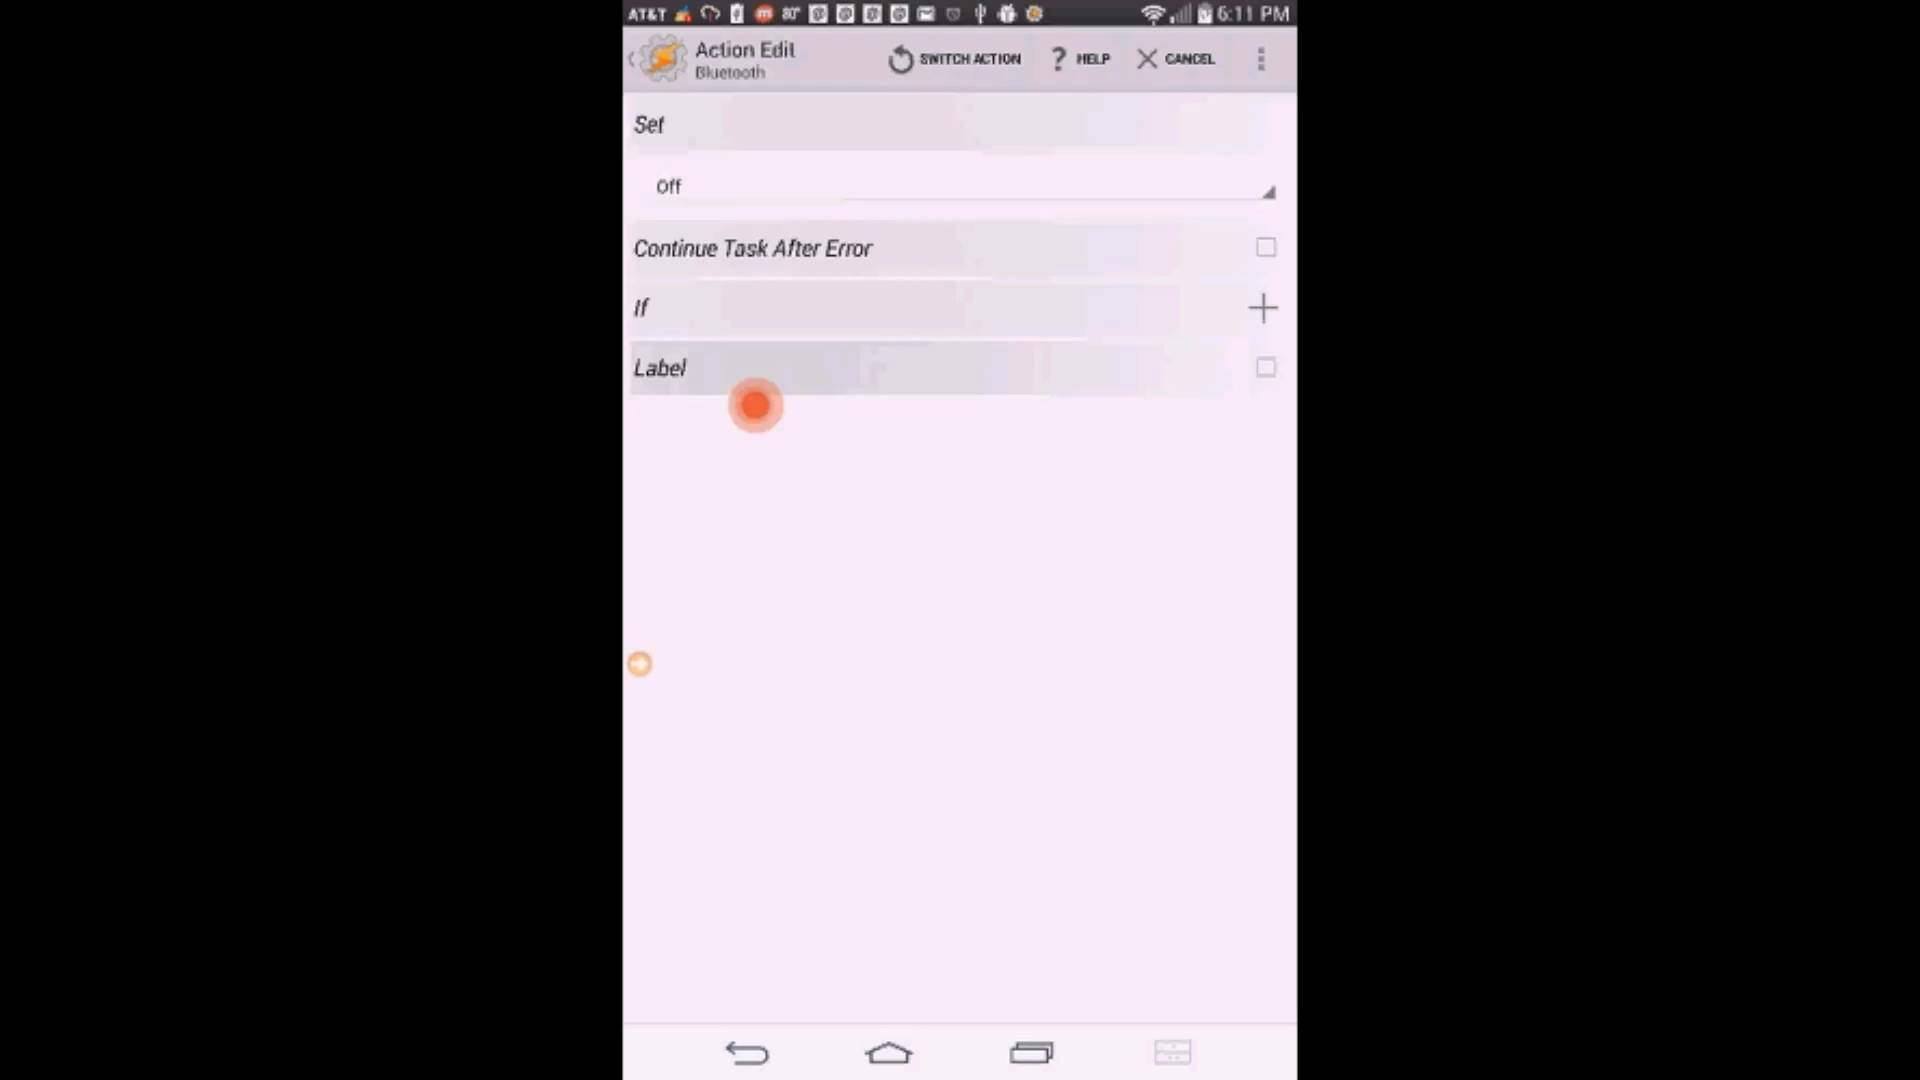 AT&T 80° 6:11 PM
Action Edit
Bluetooth
SWITCH ACTION
? HELP
CANCEL
Set
Off
Continue Task After Error
If
Label